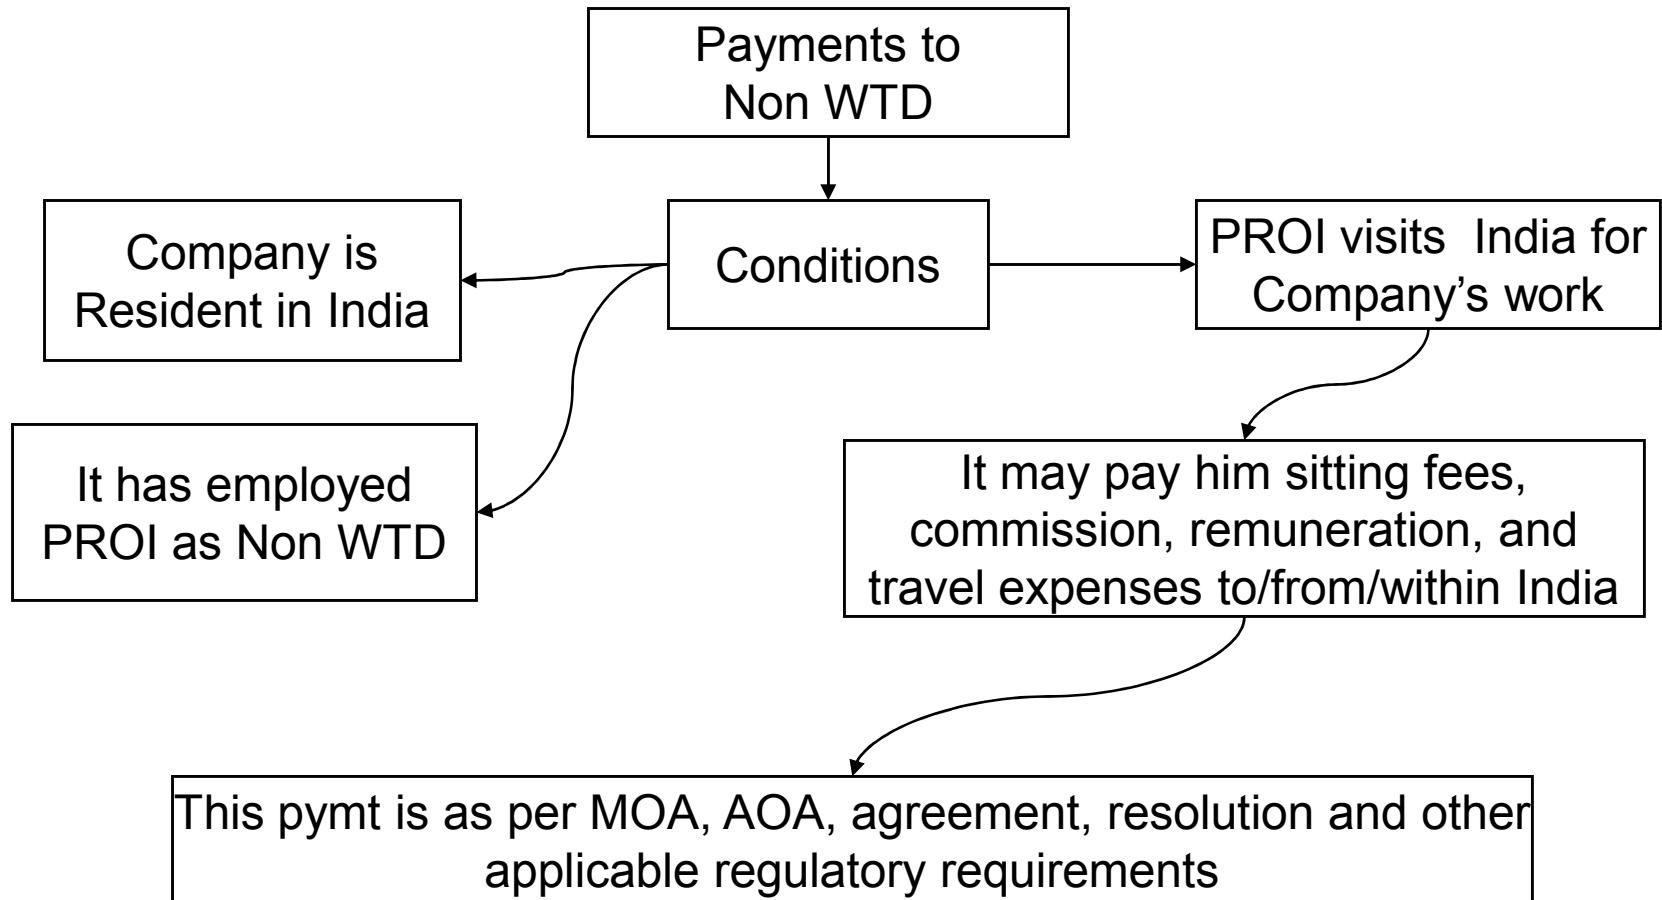 Payments to
Non WTD
Company is
Resident in India
Conditions
PROI visits India for
Company’s work
It has employed
PROI as Non WTD
It may pay him sitting fees,
commission, remuneration, and
travel expenses to/from/within India
This pymt is as per MOA, AOA, agreement, resolution and other
applicable regulatory requirements